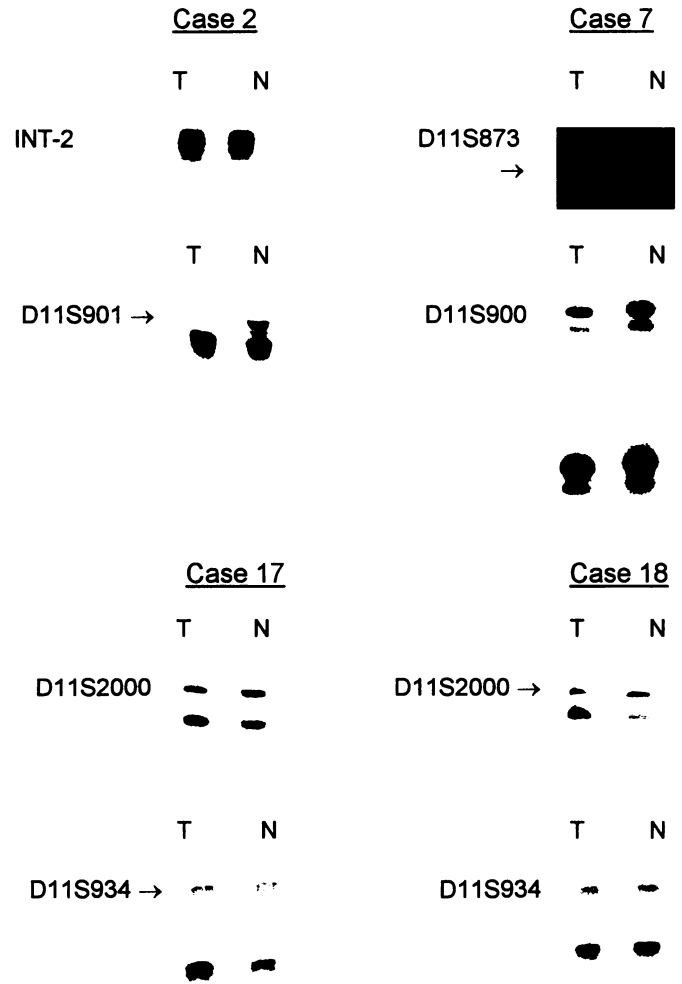 Case 2
T N
INT-2
T N
D11S901 →
Case 7
T N
D11S873
→
T N
D11S900
Case 17
T N
D11S2000
T N
D11S934 →
Case 18
T N
D11S2000 →
T N
D11S934